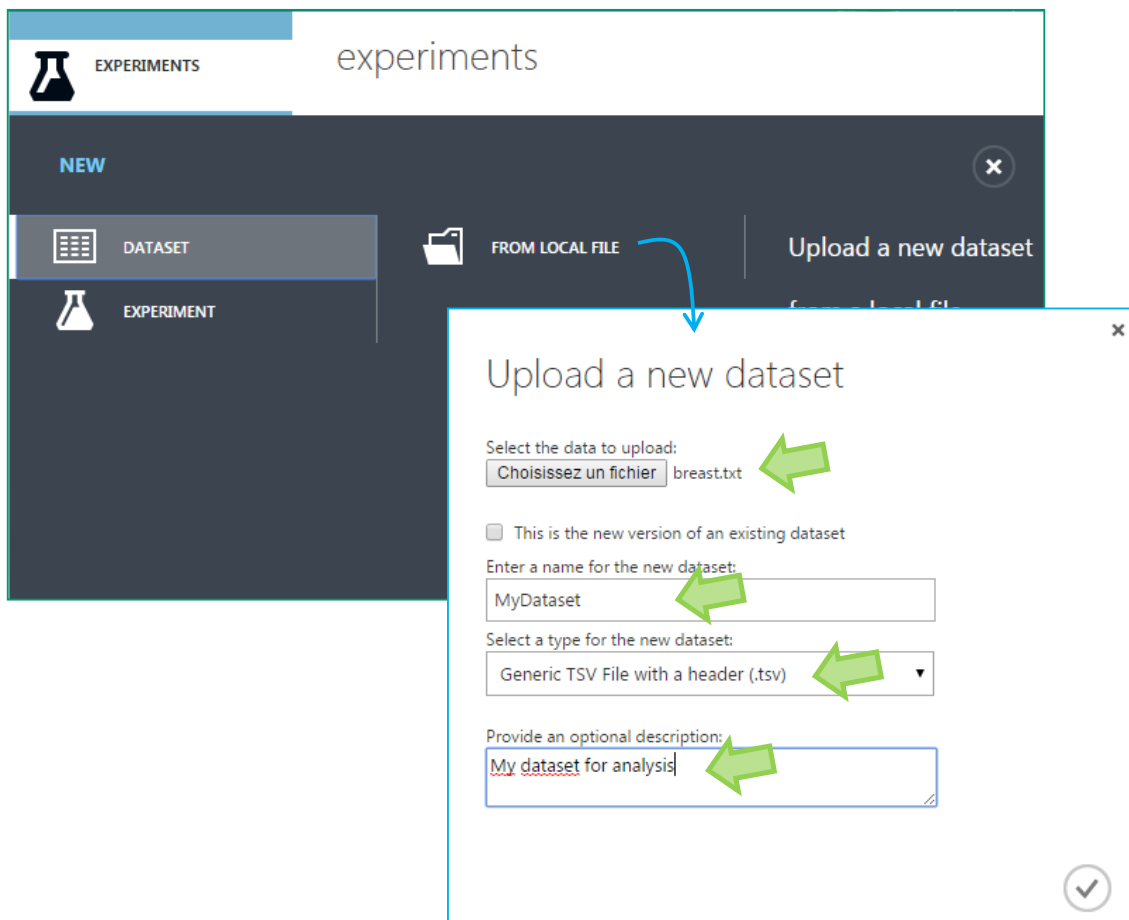 EXPERIMENTS
experiments
NEW
DATASET
FROM LOCAL FILE
Upload a new dataset
from a local file
EXPERIMENT
Upload a new dataset
Select the data to upload:
Choisissez un fichier breast.txt
This is the new version of an existing dataset
Enter a name for the new dataset:
MyDataset
Select a type for the new dataset:
Generic TSV File with a header (.tsv)
Provide an optional description:
My dataset for analysis